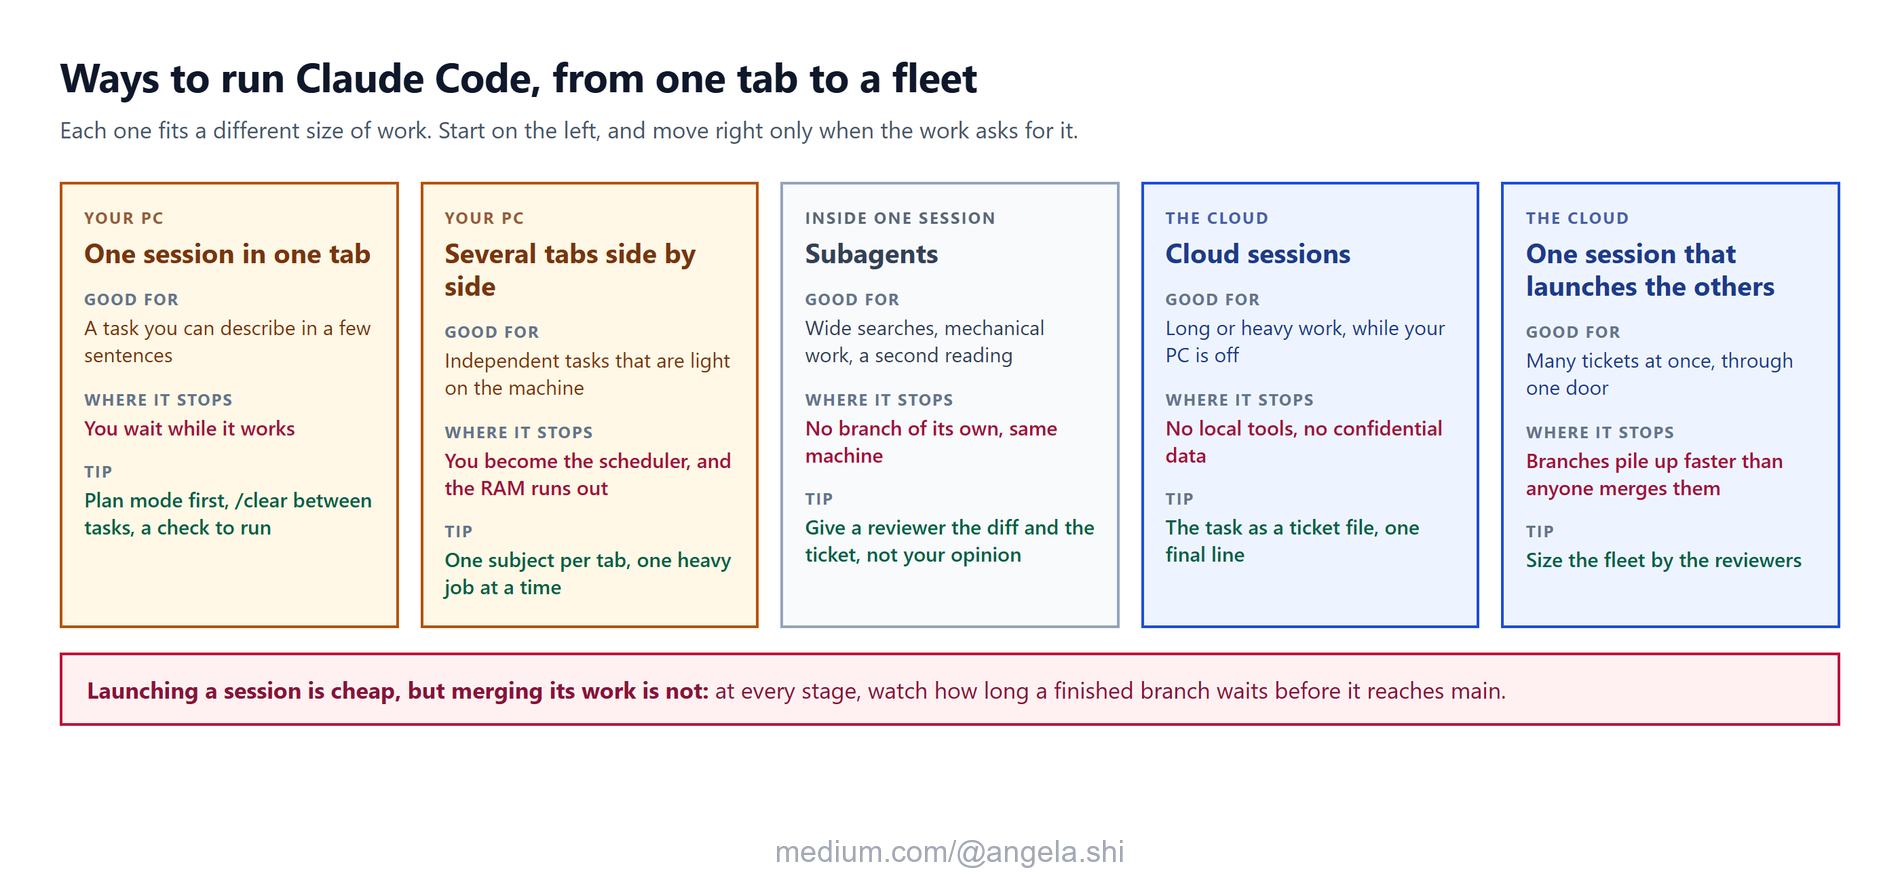 Ways to run Claude Code, from one tab to a fleet
Each one fits a different size of work. Start on the left, and move right only when the work asks for it.
YOUR PC
One session in one tab
GOOD FOR
A task you can describe in a few
sentences
WHERE IT STOPS
You wait while it works
TIP
Plan mode first, /clear between
tasks, a check to run
YOUR PC
Several tabs side by
side
GOOD FOR
Independent tasks that are light
on the machine
WHERE IT STOPS
You become the scheduler, and
the RAM runs out
TIP
One subject per tab, one heavy
job at a time
INSIDE ONE SESSION
Subagents
GOOD FOR
Wide searches, mechanical
work, a second reading
WHERE IT STOPS
No branch of its own, same
machine
TIP
Give a reviewer the diff and the
ticket, not your opinion
THE CLOUD
Cloud sessions
GOOD FOR
Long or heavy work, while your
PC is off
WHERE IT STOPS
No local tools, no confidential
data
TIP
The task as a ticket file, one
final line
THE CLOUD
One session that
launches the others
GOOD FOR
Many tickets at once, through
one door
WHERE IT STOPS
Branches pile up faster than
anyone merges them
TIP
Size the fleet by the reviewers
Launching a session is cheap, but merging its work is not: at every stage, watch how long a finished branch waits before it reaches main.
medium.com/@angela.shi